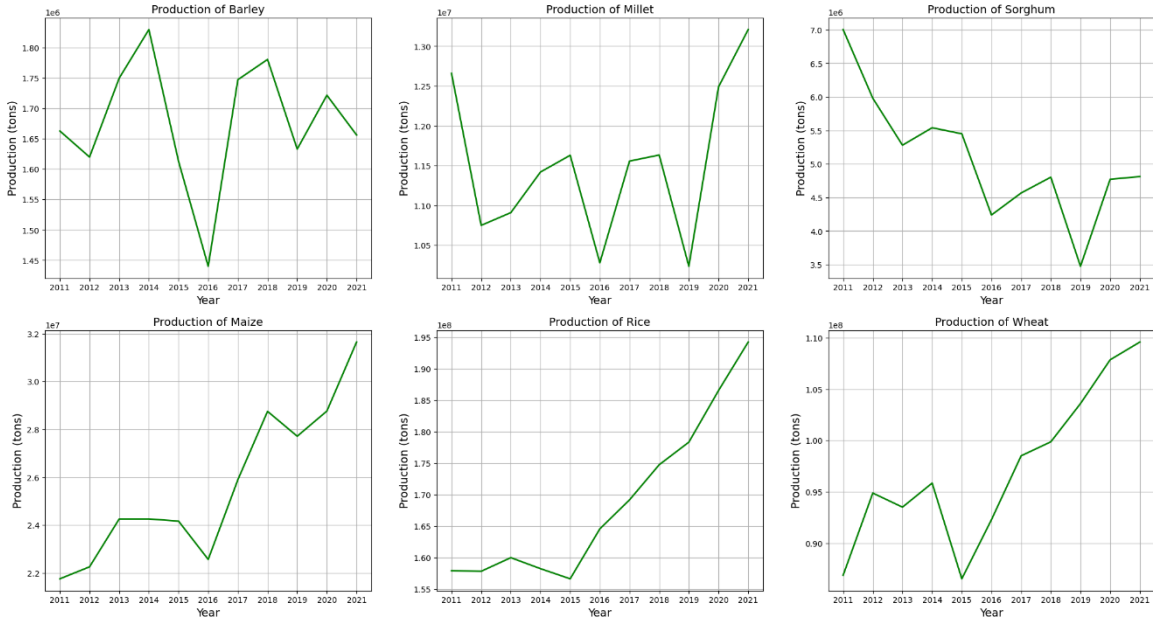 Production of Barley
1e6
Production (tons)
1.80
1.75
1.70
1.65
1.60
1.55
1.50
1.45
2011 2012 2013 2014 2015 2016 2017 2018 2019 2020 2021
Year
Production of Millet
1e7
Production (tons)
1.30
1.25
1.20
1.15
1.10
1.05
2011 2012 2013 2014 2015 2016 2017 2018 2019 2020 2021
Year
Production of Sorghum
1e6
Production (tons)
7.0
6.5
6.0
5.5
5.0
4.5
4.0
3.5
2011 2012 2013 2014 2015 2016 2017 2018 2019 2020 2021
Year
Production of Maize
1e7
Production (tons)
3.2
3.0
2.8
2.6
2.4
2.2
2011 2012 2013 2014 2015 2016 2017 2018 2019 2020 2021
Year
Production of Rice
1e8
Production (tons)
1.95
1.90
1.85
1.80
1.75
1.70
1.65
1.60
1.55
2011 2012 2013 2014 2015 2016 2017 2018 2019 2020 2021
Year
Production of Wheat
1e8
Production (tons)
1.10
1.05
1.00
0.95
0.90
2011 2012 2013 2014 2015 2016 2017 2018 2019 2020 2021
Year